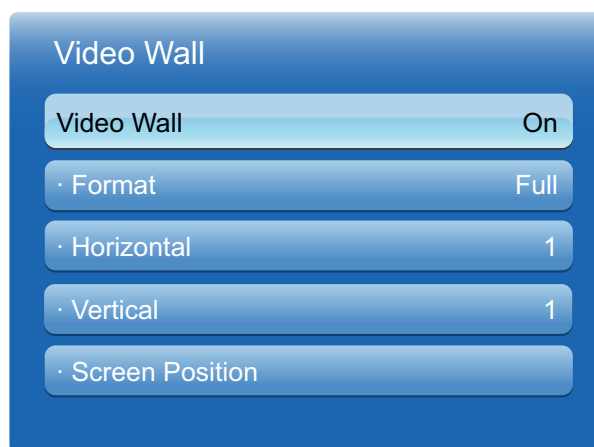 Video Wall
Video Wall On
· Format Full
· Horizontal 1
· Vertical 1
· Screen Position